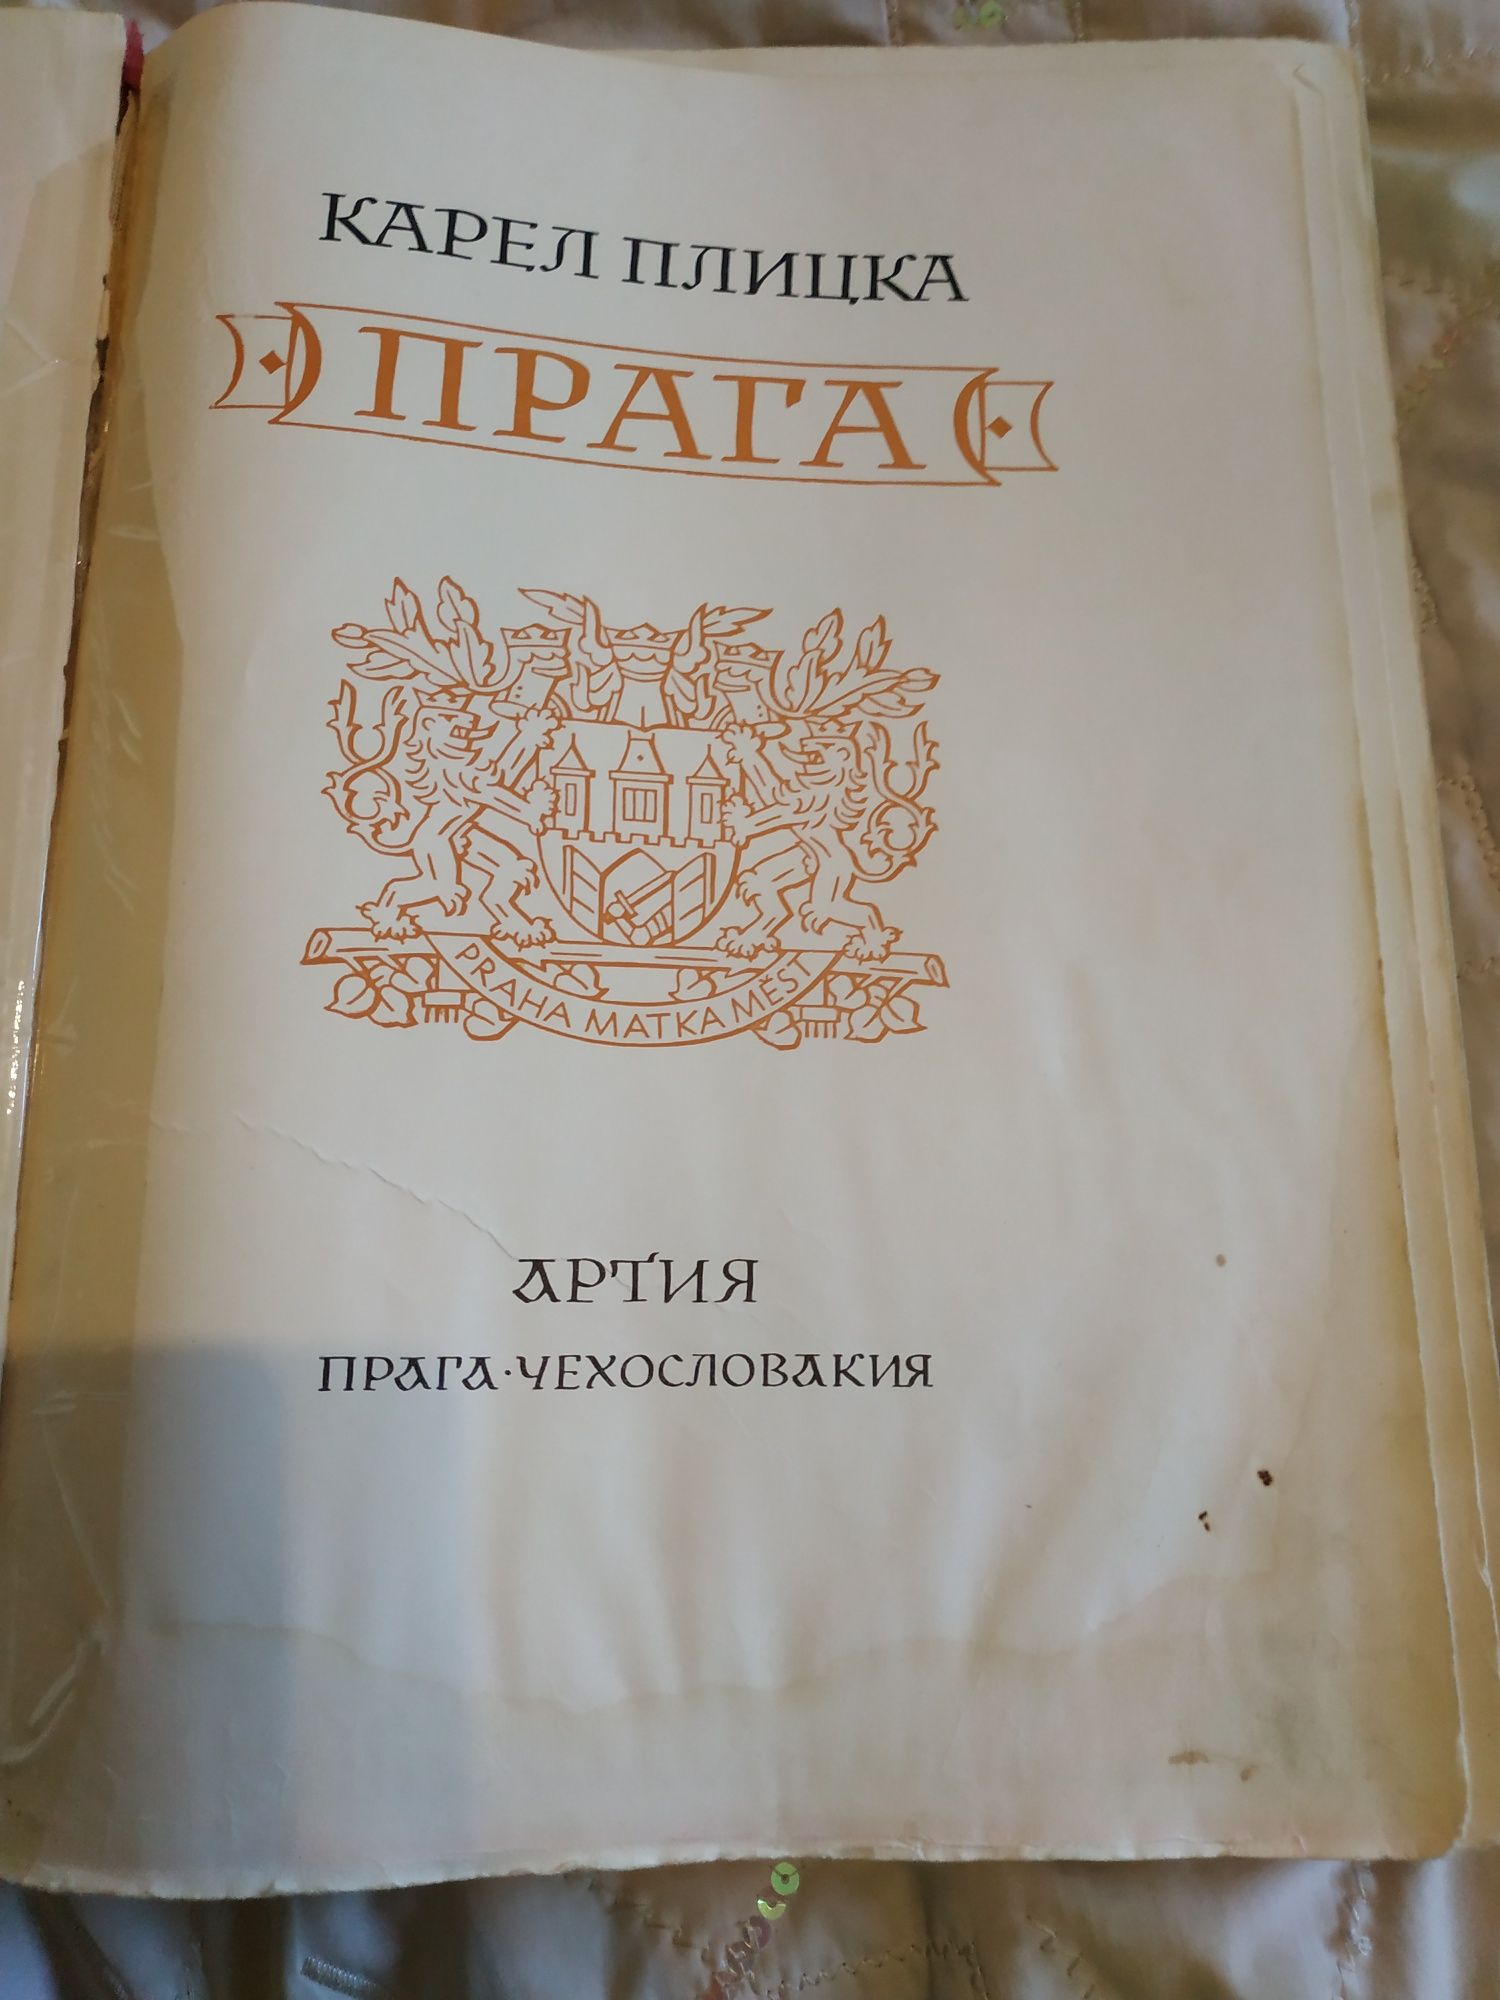 КАРЕЛ ПЛИЦКА
ПРАГА
PRAHA MATKA MĚST
АРТИЯ
ПРАГА·ЧЕХОСЛОВАКИЯ